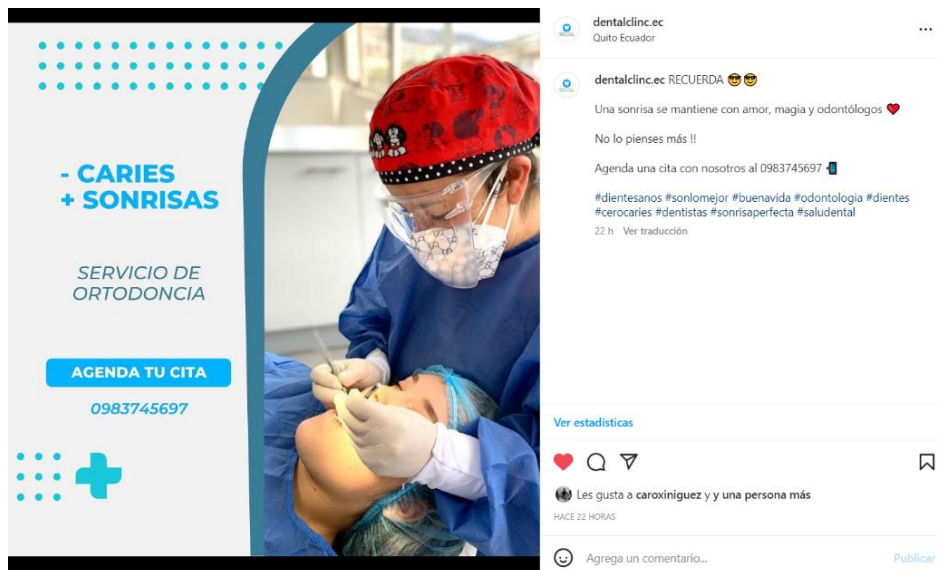 - CARIES
+ SONRISAS
SERVICIO DE
ORTODONCIA
AGENDA TU CITA
0983745697
dentalclinc.ec
Quito Ecuador
dentalclinc.ec RECUERDA 😎😎
Una sonrisa se mantiene con amor, magia y odontólogos ❤️
No lo pienses más !!
Agenda una cita con nosotros al 0983745697 📲
#dientesanos #sonlomejor #buenavida #odontologia #dientes
#cerocaries #dentistas #sonrisaperfecta #saludental
22 h Ver traducción
Ver estadísticas
Les gusta a caroxiniguez y y una persona más
HACE 22 HORAS
Agrega un comentario...
Publicar